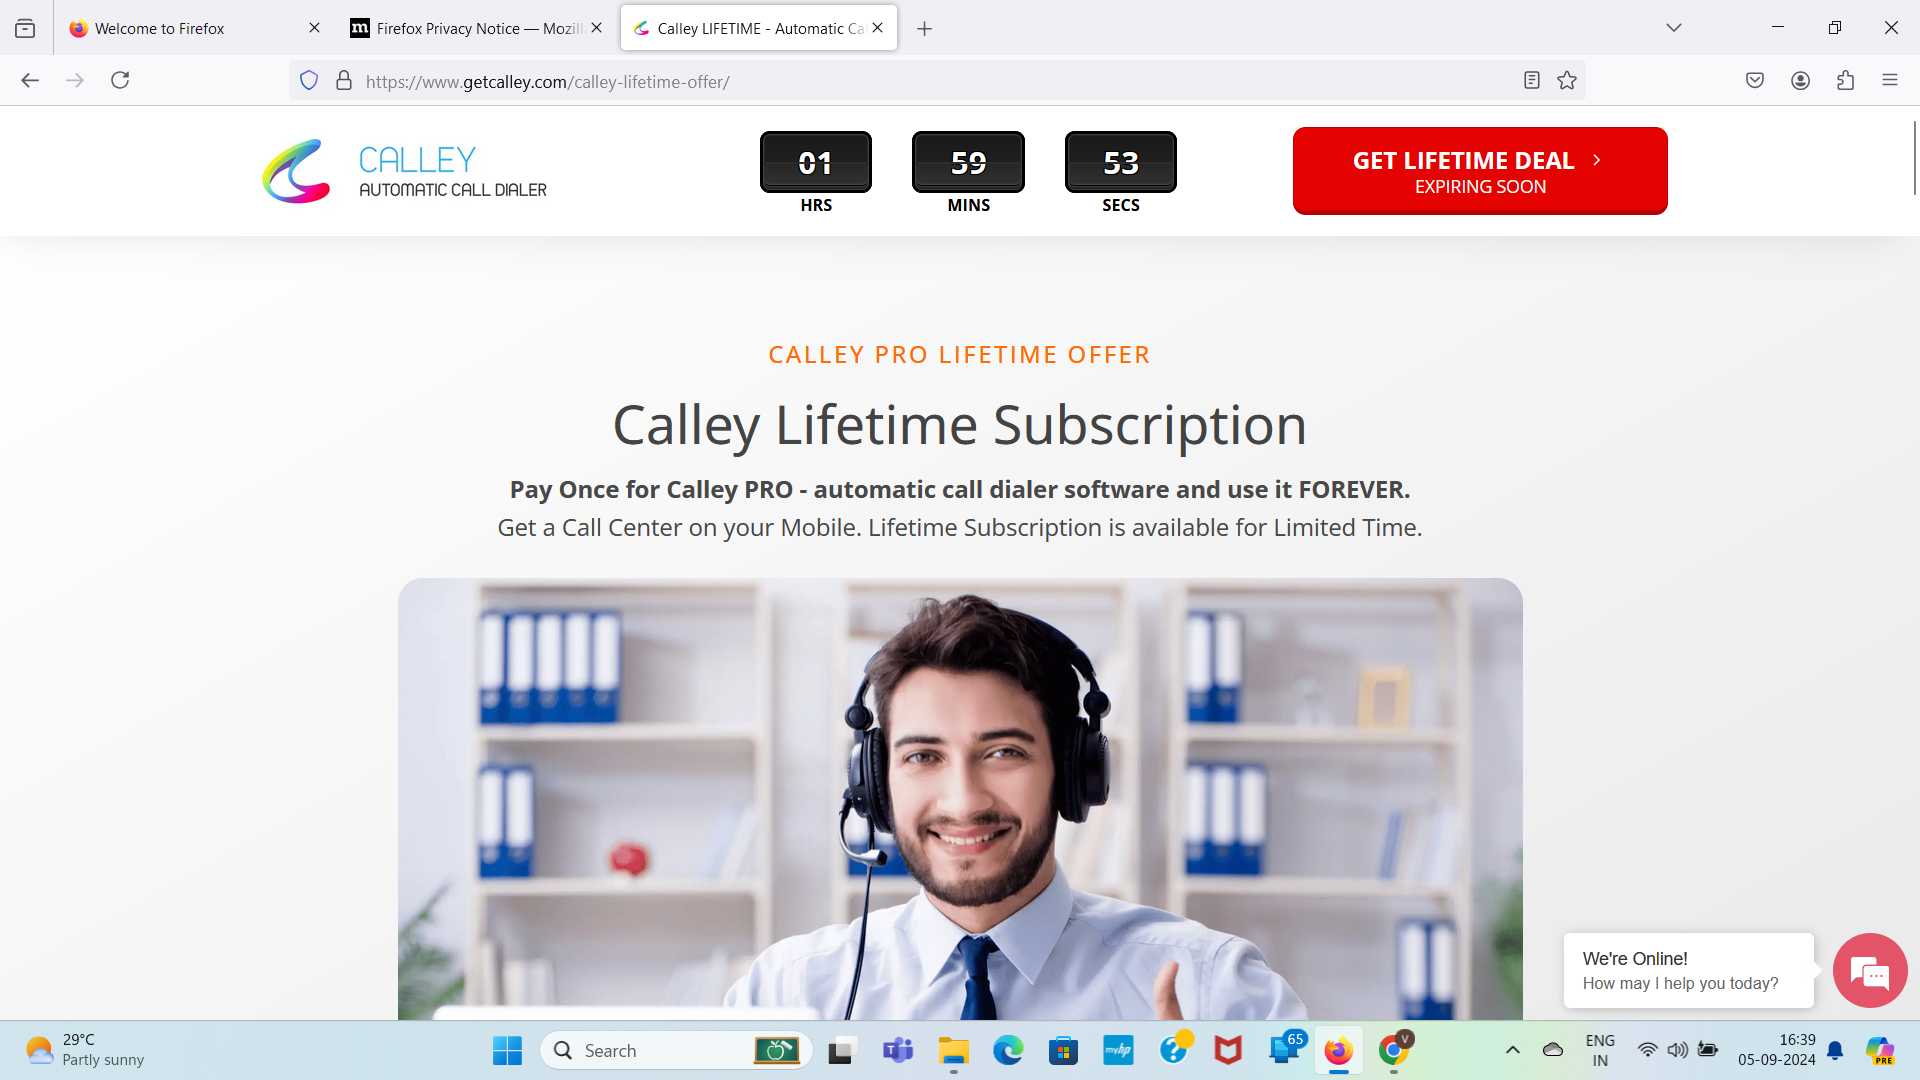 Welcome to Firefox
Firefox Privacy Notice — Mozill
Calley LIFETIME - Automatic Ca
https://www.getcalley.com/calley-lifetime-offer/
CALLEY
AUTOMATIC CALL DIALER
01
59
53
HRS
MINS
SECS
GET LIFETIME DEAL
EXPIRING SOON
CALLEY PRO LIFETIME OFFER
Calley Lifetime Subscription
Pay Once for Calley PRO - automatic call dialer software and use it FOREVER.
Get a Call Center on your Mobile. Lifetime Subscription is available for Limited Time.
We're Online!
How may I help you today?
29°C
Partly sunny
Search
myhp
65
V
ENG
IN
16:39
05-09-2024
PRE